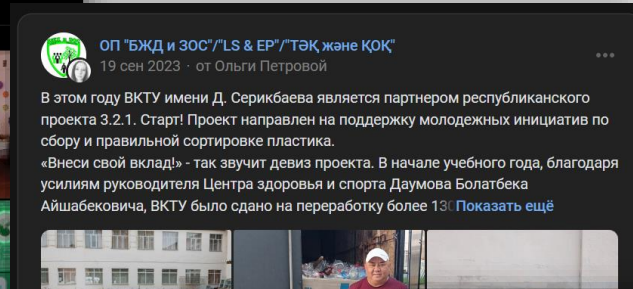 ОП "БЖД и ЗОС"/"LS & EP"/"ТӘҚ және ҚОҚ"
19 сен 2023 · от Ольги Петровой
В этом году ВКТУ имени Д. Серикбаева является партнером республиканского
проекта 3.2.1. Старт! Проект направлен на поддержку молодежных инициатив по
сбору и правильной сортировке пластика.
«Внеси свой вклад!» - так звучит девиз проекта. В начале учебного года, благодаря
усилиям руководителя Центра здоровья и спорта Даумова Болатбека
Айшабековича, ВКТУ было сдано на переработку более 130 Показать ещё